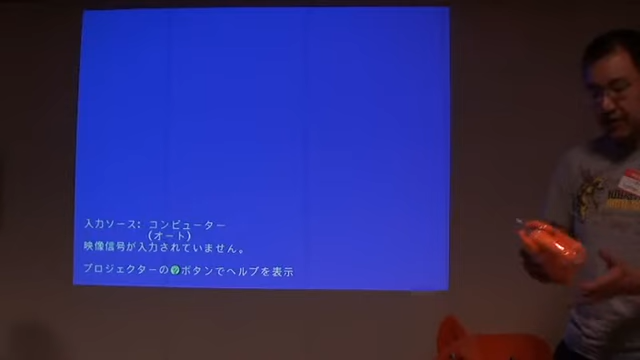 入力ソース: コンピューター
(オート)
映像信号が入力されていません。
プロジェクターの?ボタンでヘルプを表示